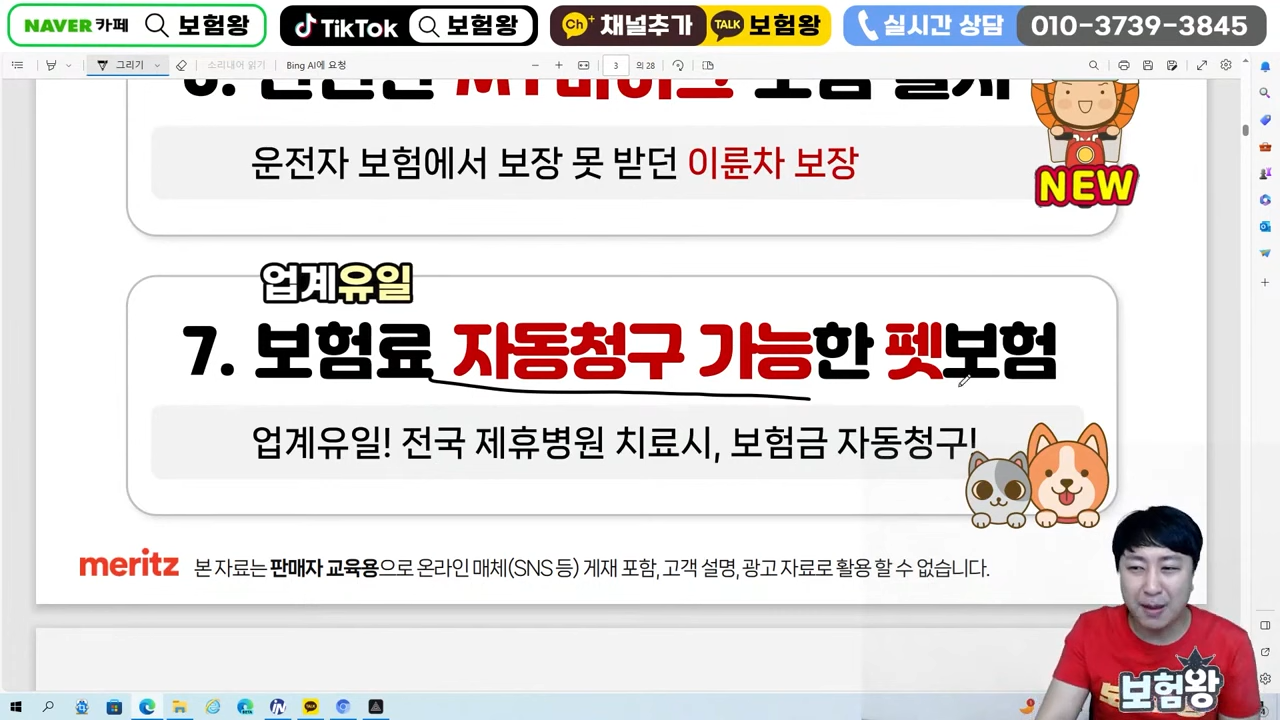 NAVER 카페 보험왕 TikTok 보험왕 Ch+ 채널추가 TALK 보험왕 실시간 상담 010-3739-3845
그리기 소리내어 읽기 Bing AI에 요청 3 의 28
운전자 보험에서 보장 못 받던 이륜차 보장
NEW
업계유일
7. 보험료 자동청구 가능한 펫보험
업계유일! 전국 제휴병원 치료시, 보험금 자동청구!
meritz 본 자료는 판매자 교육용으로 온라인 매체(SNS 등) 게재 포함, 고객 설명, 광고 자료로 활용 할 수 없습니다.
보험왕